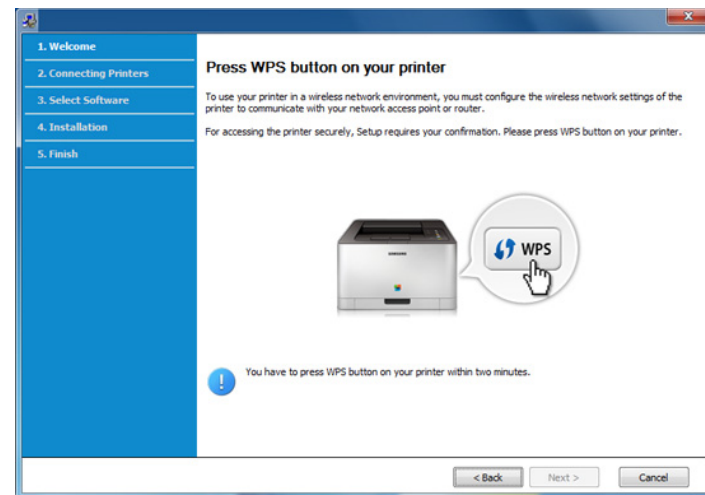 1. Welcome
2. Connecting Printers
3. Select Software
4. Installation
5. Finish
Press WPS button on your printer
To use your printer in a wireless network environment, you must configure the wireless network settings of the
printer to communicate with your network access point or router.
For accessing the printer securely, Setup requires your confirmation. Please press WPS button on your printer.
SAMSUNG
WPS
You have to press WPS button on your printer within two minutes.
< Back
Next >
Cancel